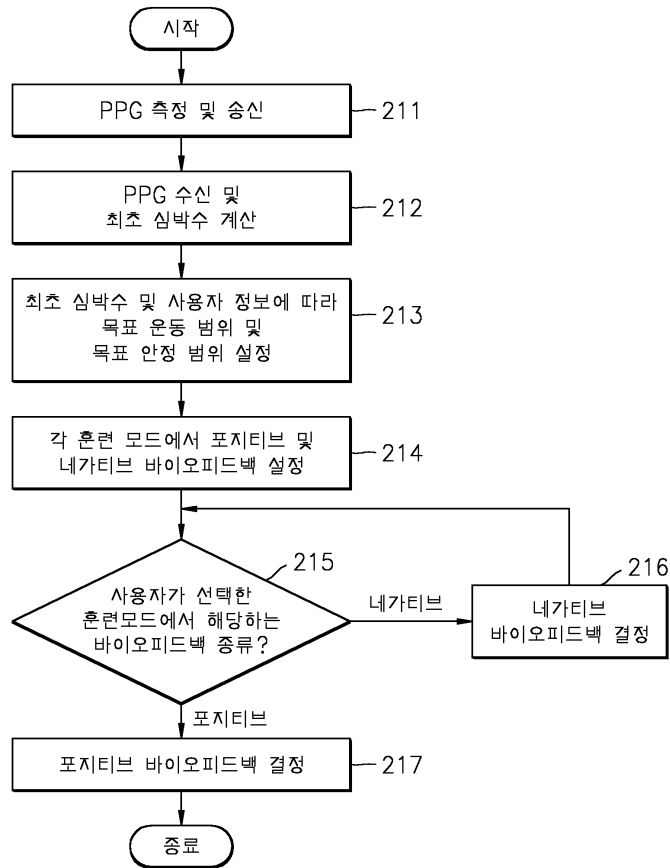 시작
PPG 측정 및 송신
211
PPG 수신 및
최초 심박수 계산
212
최초 심박수 및 사용자 정보에 따라
목표 운동 범위 및
목표 안정 범위 설정
213
각 훈련 모드에서 포지티브 및
네가티브 바이오피드백 설정
214
215
사용자가 선택한
훈련모드에서 해당하는
바이오피드백 종류?
네가티브
216
네가티브
바이오피드백 결정
포지티브
포지티브 바이오피드백 결정
217
종료